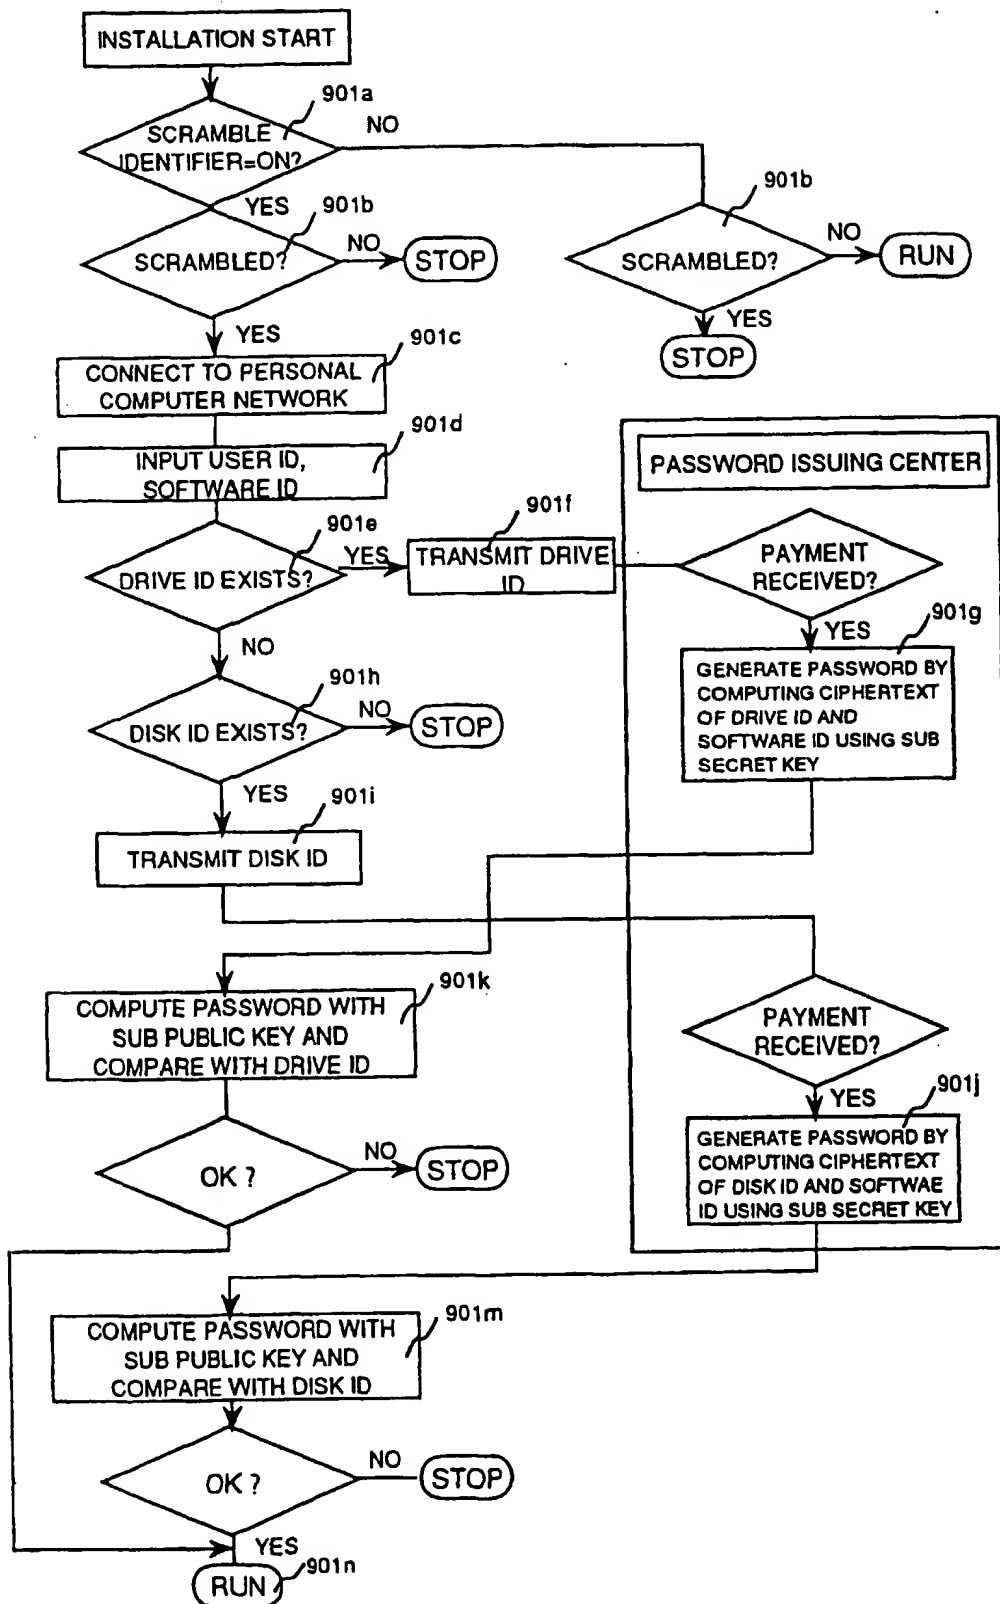 INSTALLATION START
901a
SCRAMBLE
IDENTIFIER=ON?
NO
YES
901b
SCRAMBLED?
NO
STOP
901b
SCRAMBLED?
NO
RUN
YES
STOP
YES
901c
CONNECT TO PERSONAL
COMPUTER NETWORK
901d
INPUT USER ID,
SOFTWARE ID
901e
DRIVE ID EXISTS?
YES
901f
TRANSMIT DRIVE
ID
PASSWORD ISSUING CENTER
PAYMENT
RECEIVED?
YES
901g
GENERATE PASSWORD BY
COMPUTING CIPHERTEXT
OF DRIVE ID AND
SOFTWARE ID USING SUB
SECRET KEY
NO
901h
DISK ID EXISTS?
NO
STOP
YES
901i
TRANSMIT DISK ID
901k
COMPUTE PASSWORD WITH
SUB PUBLIC KEY AND
COMPARE WITH DRIVE ID
PAYMENT
RECEIVED?
YES
901j
GENERATE PASSWORD BY
COMPUTING CIPHERTEXT
OF DISK ID AND SOFTWAE
ID USING SUB SECRET KEY
OK ?
NO
STOP
901m
COMPUTE PASSWORD WITH
SUB PUBLIC KEY AND
COMPARE WITH DISK ID
OK ?
NO
STOP
YES
901n
RUN